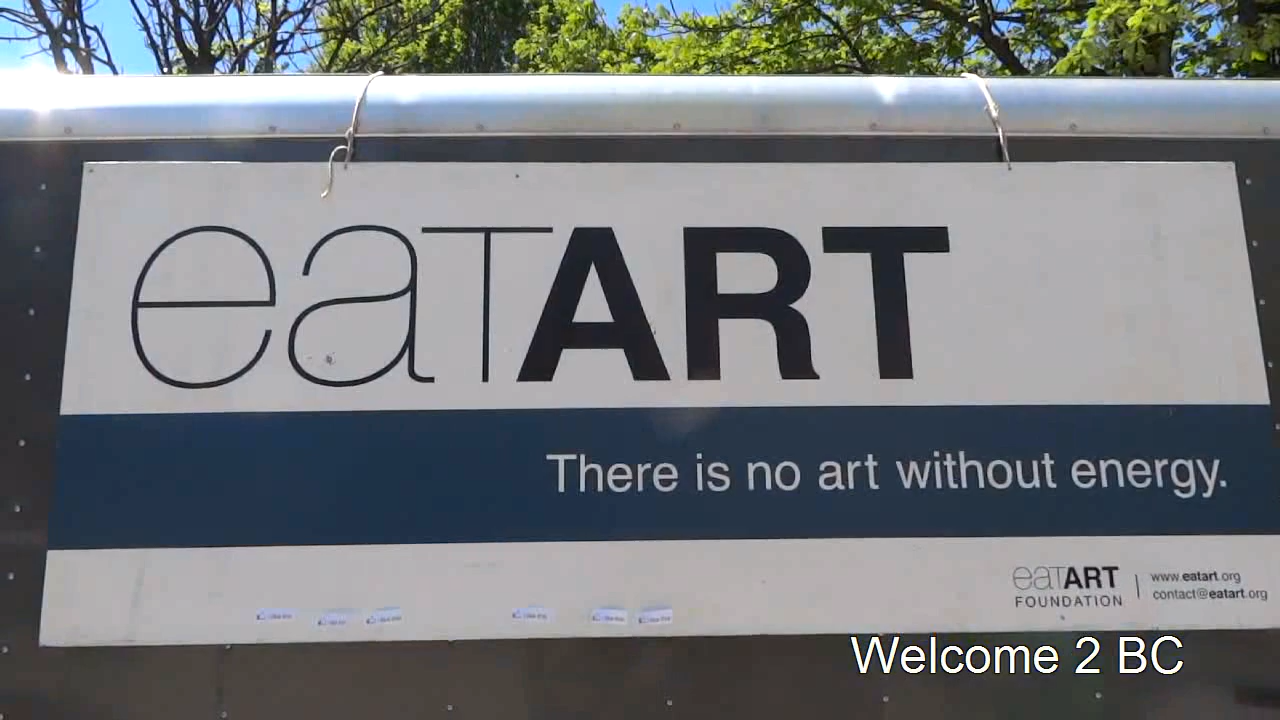 eatART
There is no art without energy.
eatART
FOUNDATION
www.eatart.org
contact@eatart.org
Welcome 2 BC